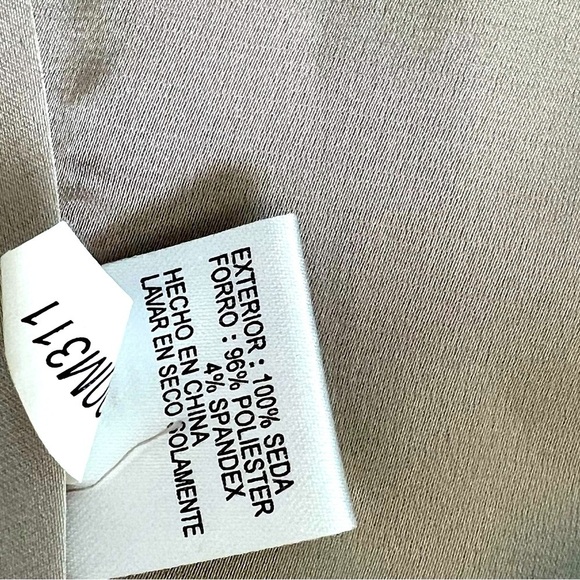 EXTERIOR : 100% SEDA
FORRO : 96% POLIESTER
4% SPANDEX
HECHO EN CHINA
LAVAR EN SECO SOLAMENTE